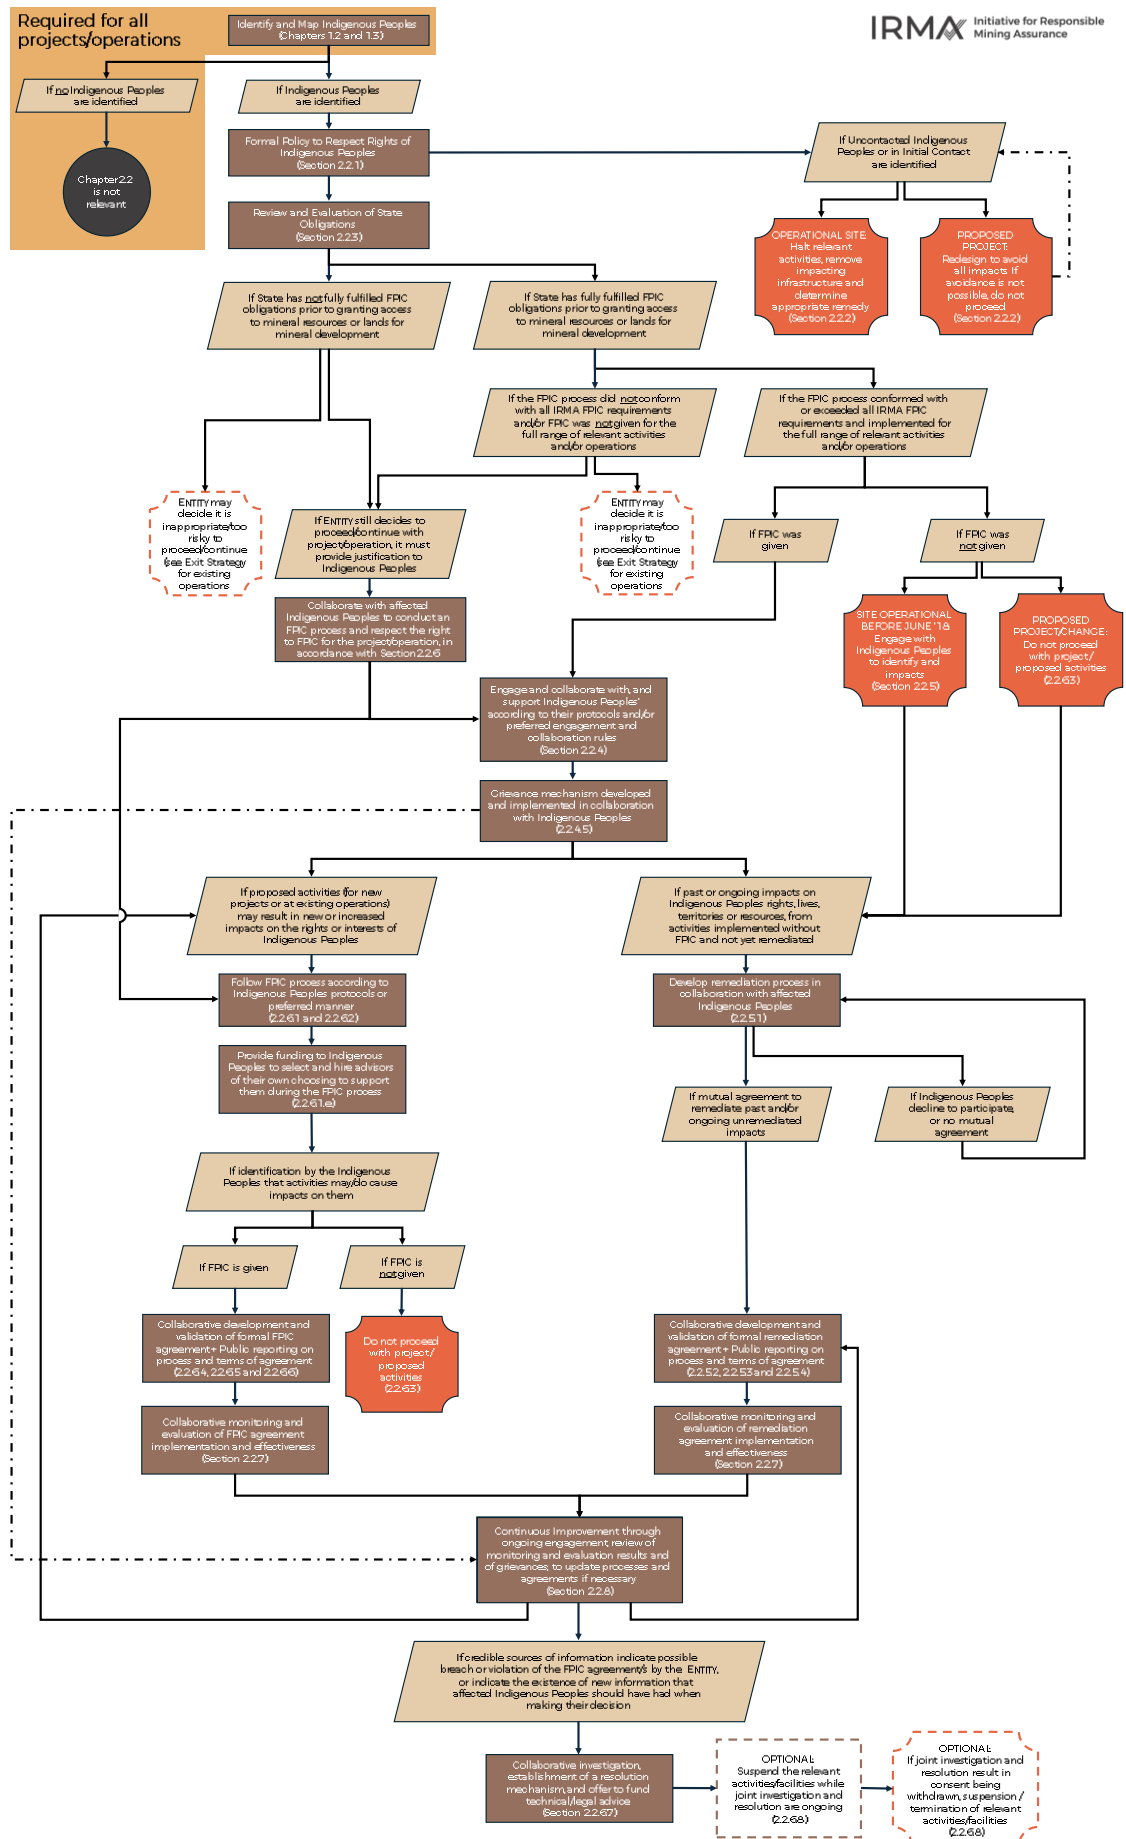 Required for all
projects/operations
Identify and Map Indigenous Peoples
(Chapters 1.2 and 1.3)
IRMA
Initiative for Responsible
Mining Assurance
If no Indigenous Peoples
are identified
If Indigenous Peoples
are identified
Chapter 2.2
is not
relevant
Formal Policy to Respect Rights of
Indigenous Peoples
(Section 2.2.1)
If Uncontacted Indigenous
Peoples or in Initial Contact
are identified
Review and Evaluation of State
Obligations
(Section 2.2.3)
OPERATIONAL SITE:
Halt relevant
activities, remove
impacting
infrastructure and
determine
appropriate remedy
(Section 2.2.2)
PROPOSED
PROJECT:
Redesign to avoid
all impacts. If
avoidance is not
possible, do not
proceed
(Section 2.2.2)
If State has not fully fulfilled FPIC
obligations prior to granting access
to mineral resources or lands for
mineral development
If State has fully fulfilled FPIC
obligations prior to granting access
to mineral resources or lands for
mineral development
If the FPIC process did not conform
with all IRMA FPIC requirements
and/or FPIC was not given for the
full range of relevant activities
and/or operations
If the FPIC process conformed with
or exceeded all IRMA FPIC
requirements and implemented for
the full range of relevant activities
and/or operations
ENTITY may
decide it is
inappropriate/too
risky to
proceed/continue
(see Exit Strategy
for existing
operations
If ENTITY still decides to
proceed/continue with
project/operation, it must
provide justification to
Indigenous Peoples
ENTITY may
decide it is
inappropriate/too
risky to
proceed/continue
(see Exit Strategy
for existing
operations
If FPIC was
given
If FPIC was
not given
Collaborate with affected
Indigenous Peoples to conduct an
FPIC process and respect the right
to FPIC for the project/operation, in
accordance with Section 2.2.6
SITE OPERATIONAL
BEFORE JUNE '18:
Engage with
Indigenous Peoples
to identify and
impacts
(Section 2.2.5)
PROPOSED
PROJECT/CHANCE:
Do not proceed
with project/
proposed activities
(2.2.6.3)
Engage and collaborate with, and
support Indigenous Peoples'
according to their protocols and/or
preferred engagement and
collaboration rules
(Section 2.2.4)
Grievance mechanism developed
and implemented in collaboration
with Indigenous Peoples
(2.2.4.5)
If proposed activities (for new
projects or at existing operations)
may result in new or increased
impacts on the rights or interests of
Indigenous Peoples
If past or ongoing impacts on
Indigenous Peoples rights, lives,
territories or resources, from
activities implemented without
FPIC and not yet remediated
Follow FPIC process according to
Indigenous Peoples protocols or
preferred manner
(2.2.6.1 and 2.2.6.2)
Develop remediation process in
collaboration with affected
Indigenous Peoples
(2.2.5.1)
Provide funding to Indigenous
Peoples to select and hire advisors
of their own choosing to support
them during the FPIC process
(2.2.6.1.e)
If mutual agreement to
remediate past and/or
ongoing unremediated
impacts
If Indigenous Peoples
decline to participate,
or no mutual
agreement
If identification by the Indigenous
Peoples that activities may/do cause
impacts on them
If FPIC is given
If FPIC is
not given
Collaborative development and
validation of formal FPIC
agreement + Public reporting on
process and terms of agreement
(2.2.6.4, 2.2.6.5 and 2.2.6.6)
Do not proceed
with project/
proposed
activities
(2.2.6.3)
Collaborative development and
validation of formal remediation
agreement + Public reporting on
process and terms of agreement
(2.2.5.2, 2.2.5.3 and 2.2.5.4)
Collaborative monitoring and
evaluation of FPIC agreement
implementation and effectiveness
(Section 2.2.7)
Collaborative monitoring and
evaluation of remediation
agreement implementation
and effectiveness
(Section 2.2.7)
Continuous Improvement through
ongoing engagement, review of
monitoring and evaluation results and
of grievances, to update processes and
agreements if necessary
(Section 2.2.8)
If credible sources of information indicate possible
breach or violation of the FPIC agreement/s by the ENTITY,
or indicate the existence of new information that
affected Indigenous Peoples should have had when
making their decision
Collaborative investigation,
establishment of a resolution
mechanism, and offer to fund
technical/legal advice
(Section 2.2.6.7)
OPTIONAL:
Suspend the relevant
activities/facilities while
joint investigation and
resolution are ongoing
(2.2.6.8)
OPTIONAL:
If joint investigation and
resolution result in
consent being
withdrawn, suspension /
termination of relevant
activities/facilities
(2.2.6.8)